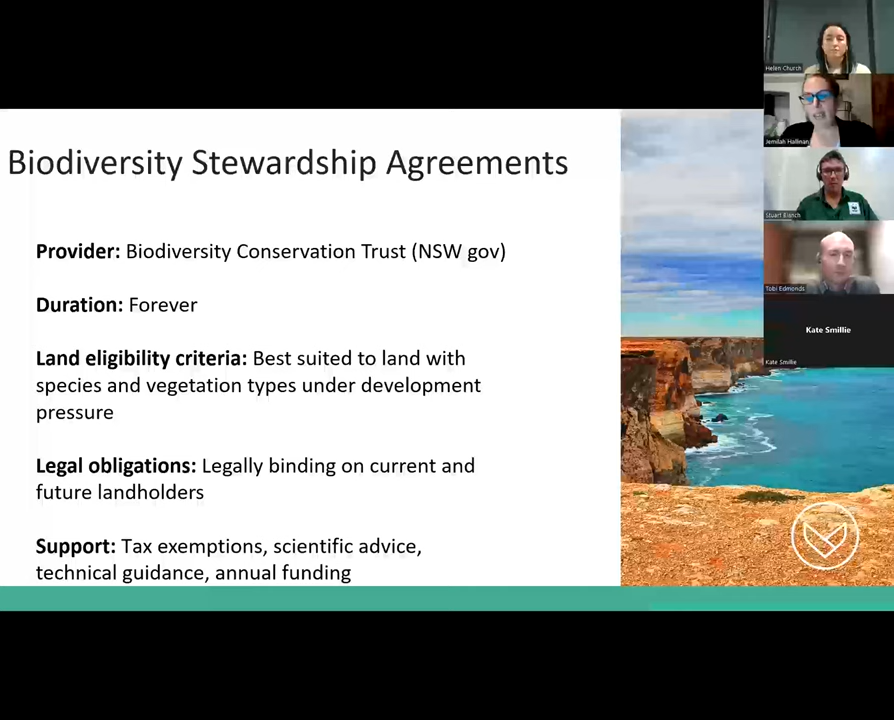 Biodiversity Stewardship Agreements
Provider: Biodiversity Conservation Trust (NSW gov)
Duration: Forever
Land eligibility criteria: Best suited to land with
species and vegetation types under development
pressure
Legal obligations: Legally binding on current and
future landholders
Support: Tax exemptions, scientific advice,
technical guidance, annual funding
Helen Church
Jemilah Hallinan
Stuart Blanch
Tobi Edmonds
Kate Smillie
Kate Smillie